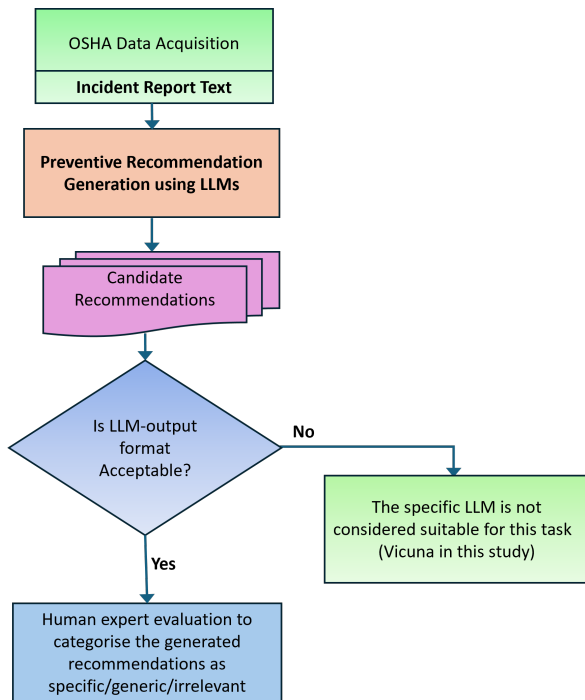 OSHA Data Acquisition
Incident Report Text
Preventive Recommendation
Generation using LLMs
Candidate
Recommendations
Is LLM-output
format
Acceptable?
No
The specific LLM is not
considered suitable for this task
(Vicuna in this study)
Yes
Human expert evaluation to
categorise the generated
recommendations as
specific/generic/irrelevant